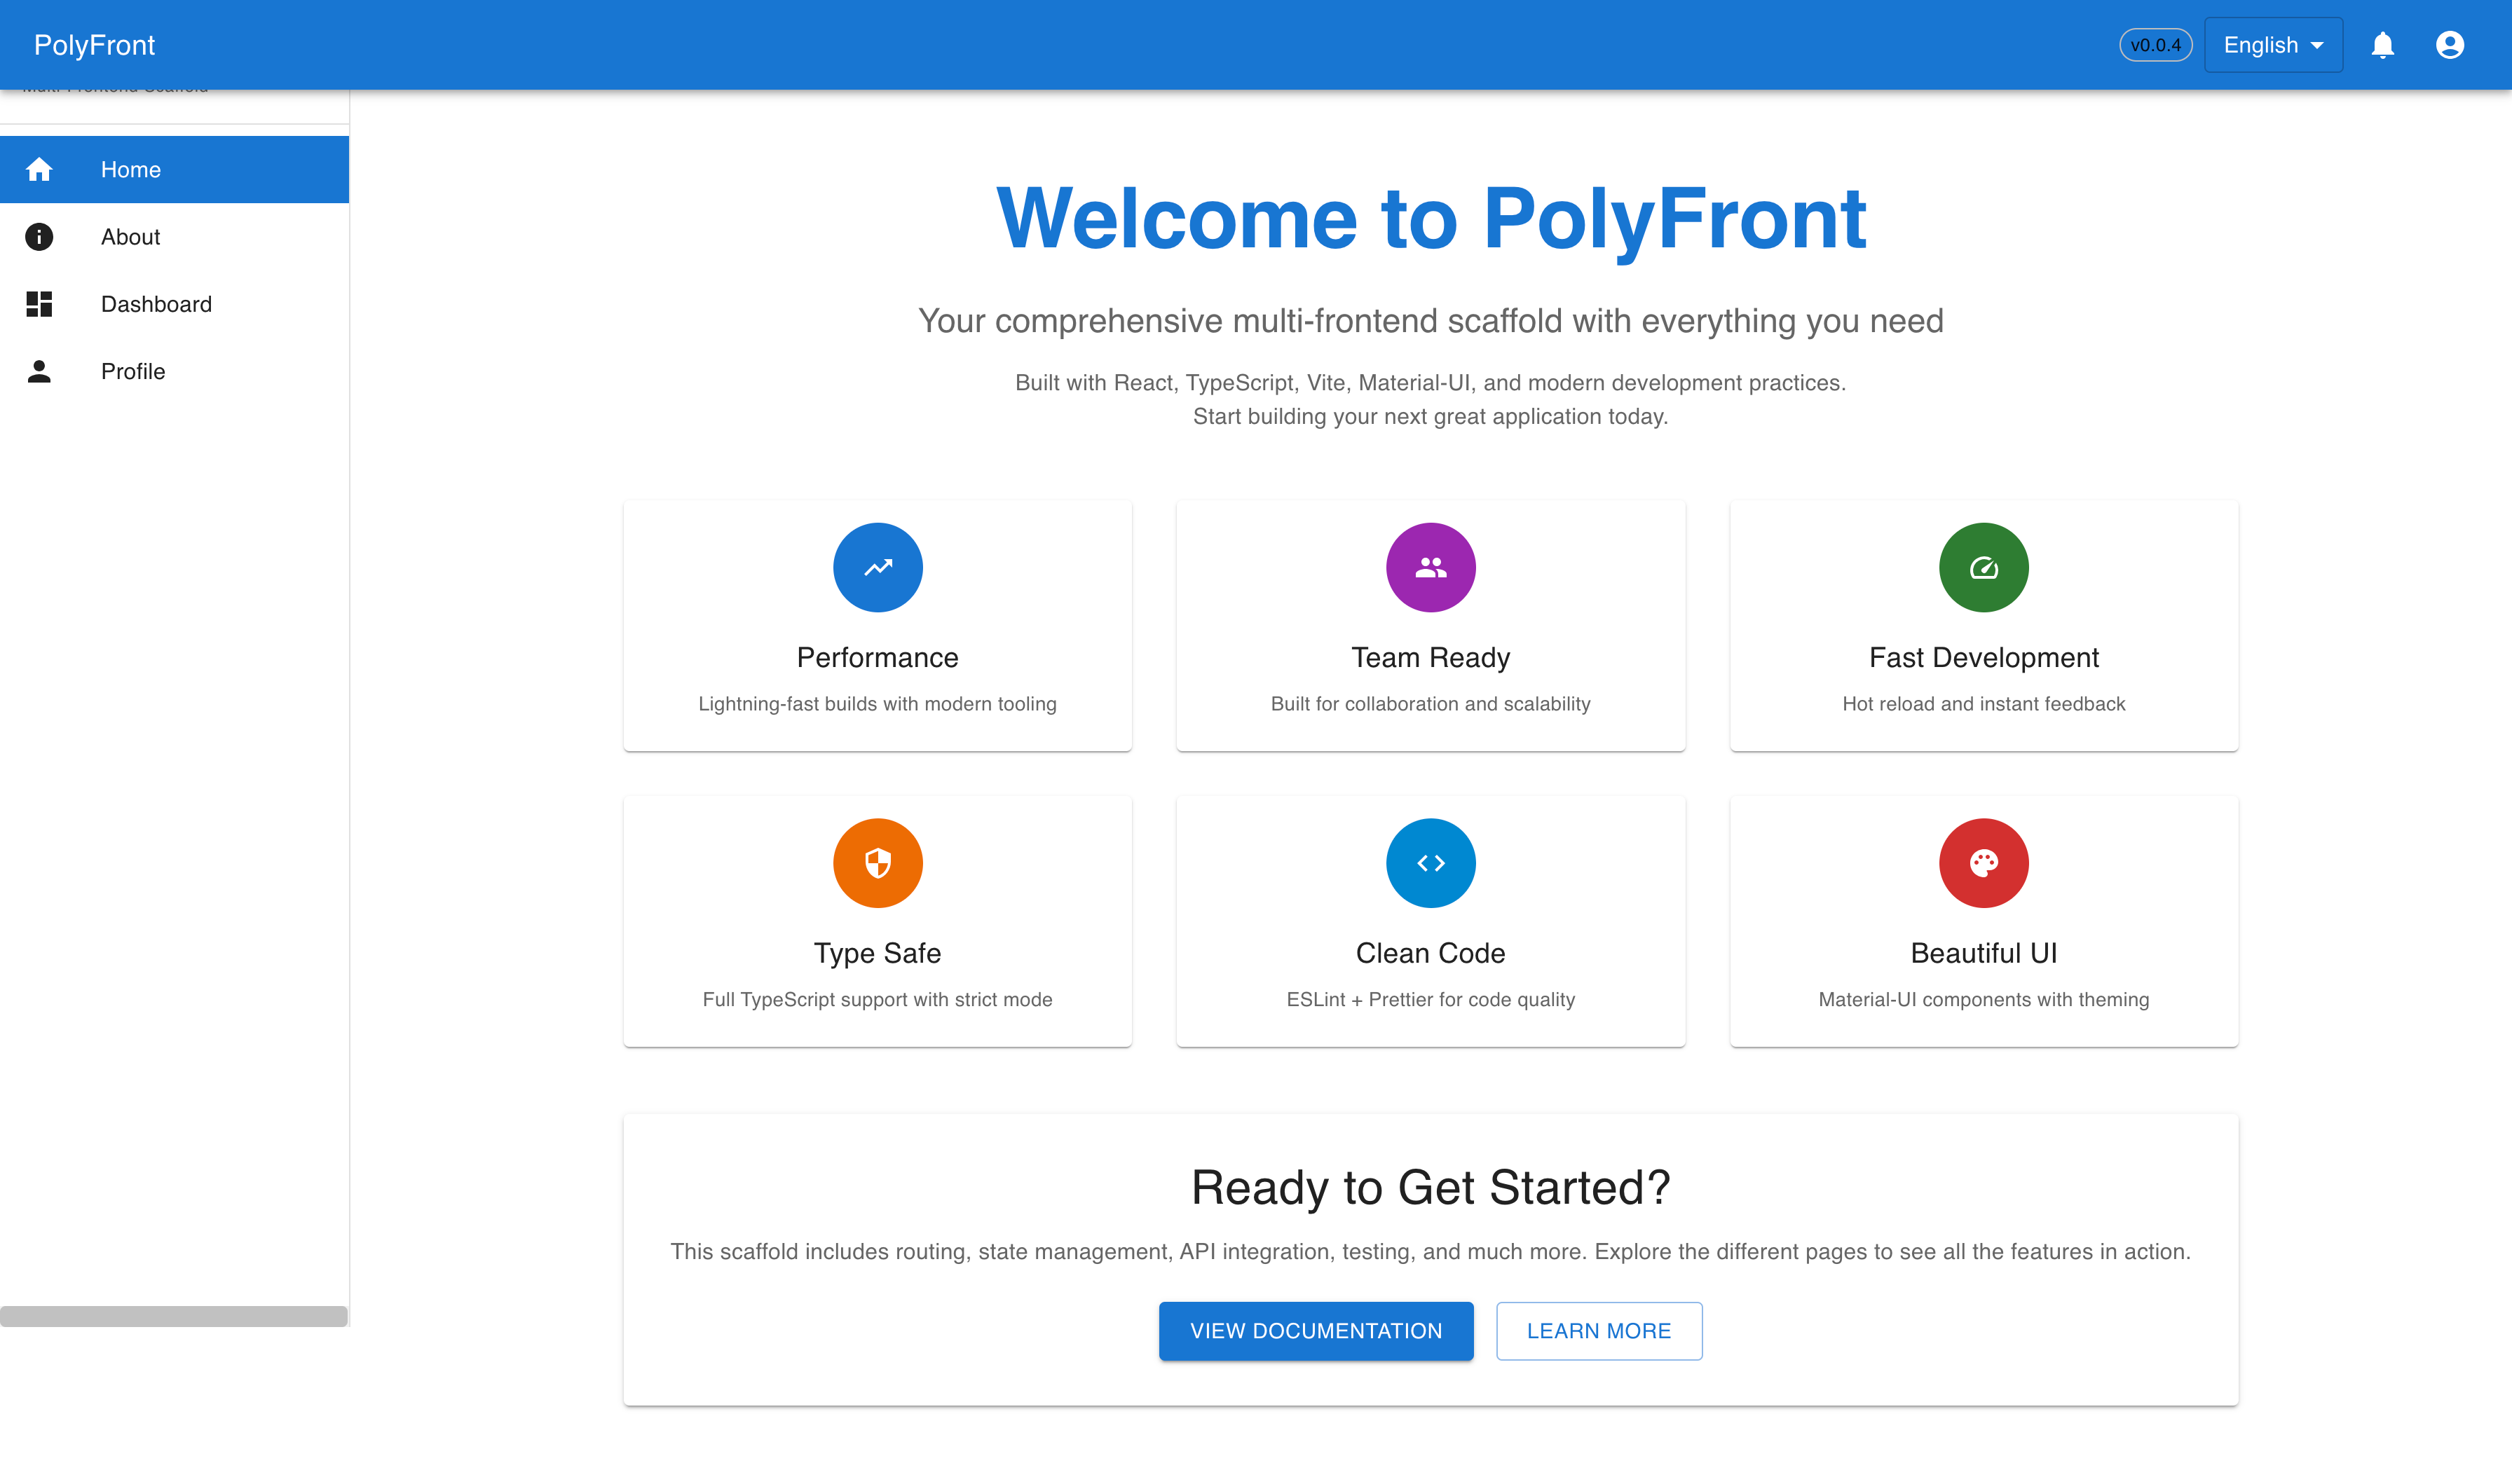 PolyFront
v0.0.4
English
Multi-Frontend Scaffold
Home
About
Dashboard
Profile
Welcome to PolyFront
Your comprehensive multi-frontend scaffold with everything you need
Built with React, TypeScript, Vite, Material-UI, and modern development practices.
Start building your next great application today.
Performance
Lightning-fast builds with modern tooling
Team Ready
Built for collaboration and scalability
Fast Development
Hot reload and instant feedback
Type Safe
Full TypeScript support with strict mode
Clean Code
ESLint + Prettier for code quality
Beautiful UI
Material-UI components with theming
Ready to Get Started?
This scaffold includes routing, state management, API integration, testing, and much more. Explore the different pages to see all the features in action.
VIEW DOCUMENTATION
LEARN MORE